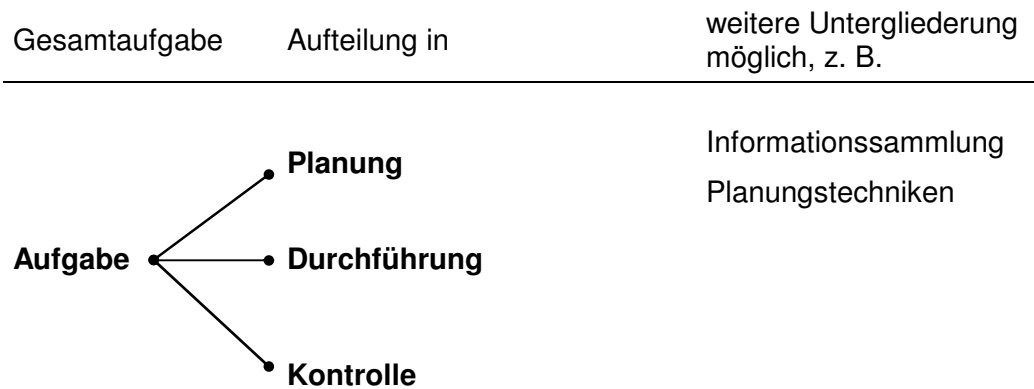 Gesamtaufgabe Aufteilung in weitere Untergliederung
möglich, z. B.
Informationssammlung
Planung
Planungstechniken
Aufgabe Durchführung
Kontrolle